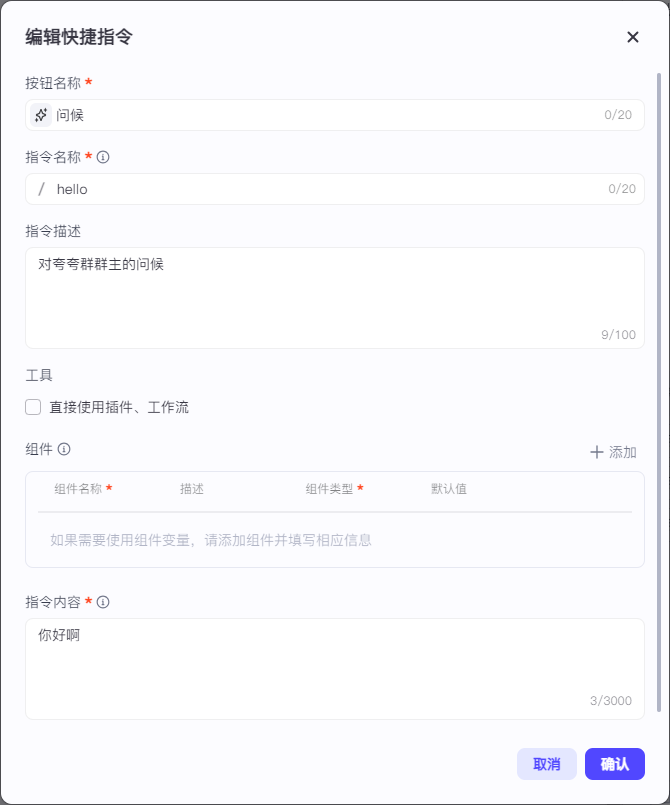 编辑快捷指令
按钮名称 *
问候 0/20
指令名称 *
/ hello 0/20
指令描述
对夸夸群群主的问候
9/100
工具
直接使用插件、工作流
组件 添加
组件名称 * 描述 组件类型 * 默认值
如果需要使用组件变量，请添加组件并填写相应信息
指令内容 *
你好啊
3/3000
取消 确认